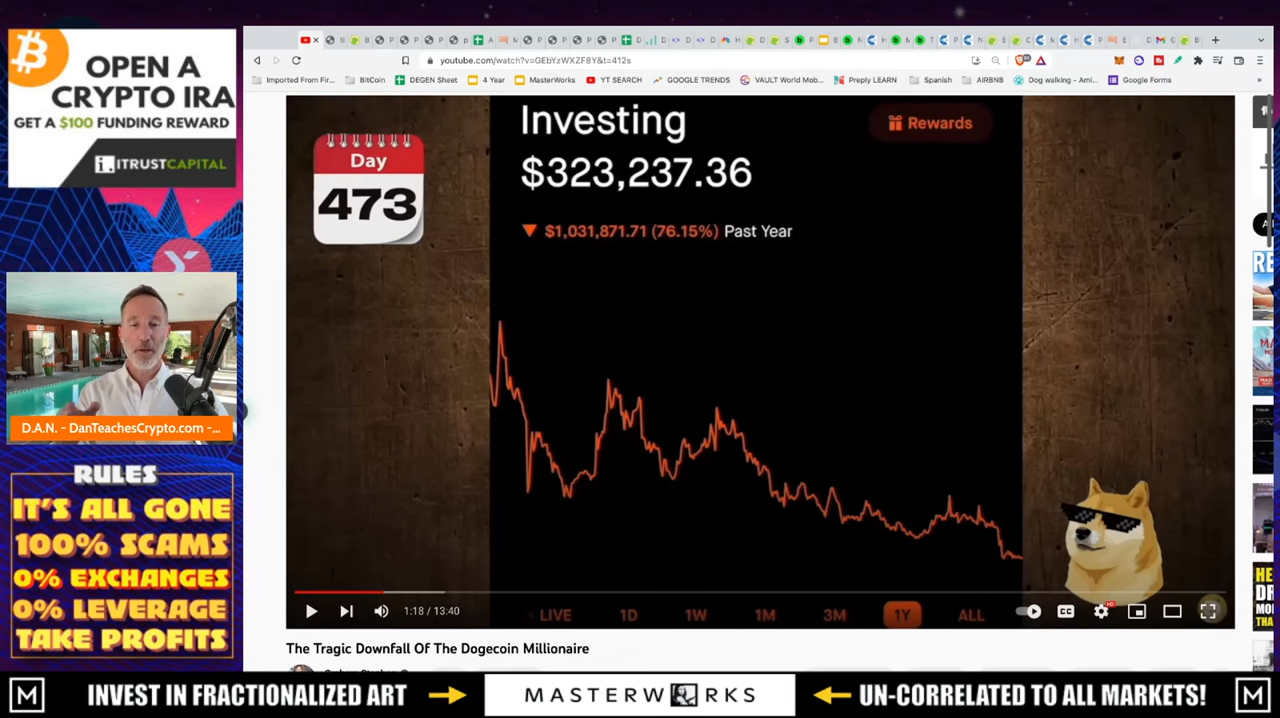 OPEN A
CRYPTO IRA
GET A $100 FUNDING REWARD
ITRUSTCAPITAL
D.A.N. - DanTeachesCrypto.com -...
RULES
IT'S ALL GONE
100% SCAMS
0% EXCHANGES
0% LEVERAGE
TAKE PROFITS
youtube.com/watch?v=GEbYzWXZF8Y&t=412s
Imported From Fir... BitCoin DEGEN Sheet 4 Year MasterWorks YT SEARCH GOOGLE TRENDS VAULT World Mob... Preply LEARN Spanish AIRBNB Dog walking - Ami... Google Forms
Day
473
Investing
Rewards
$323,237.36
▼ $1,031,871.71 (76.15%) Past Year
1:18 / 13:40
LIVE 1D 1W 1M 3M 1Y ALL
CC
HD
The Tragic Downfall Of The Dogecoin Millionaire
M INVEST IN FRACTIONALIZED ART MASTERWORKS UN-CORRELATED TO ALL MARKETS! M